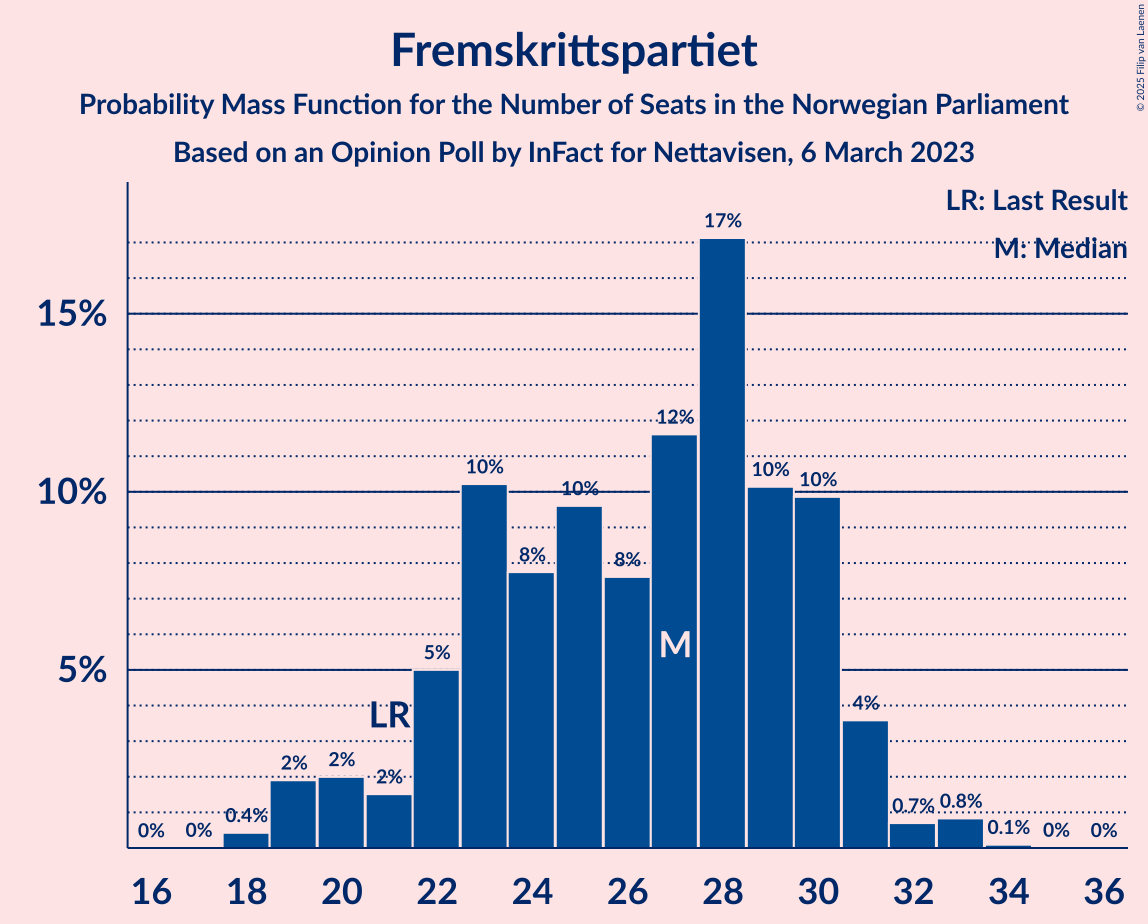 Fremskrittspartiet
Probability Mass Function for the Number of Seats in the Norwegian Parliament
Based on an Opinion Poll by InFact for Nettavisen, 6 March 2023
© 2025 Filip van Laenen
LR: Last Result
M: Median
15%
10%
5%
0%
0%
0.4%
2%
2%
2%
5%
10%
8%
10%
8%
12%
17%
10%
10%
4%
0.7%
0.8%
0.1%
0%
0%
LR
M
16 18 20 22 24 26 28 30 32 34 36